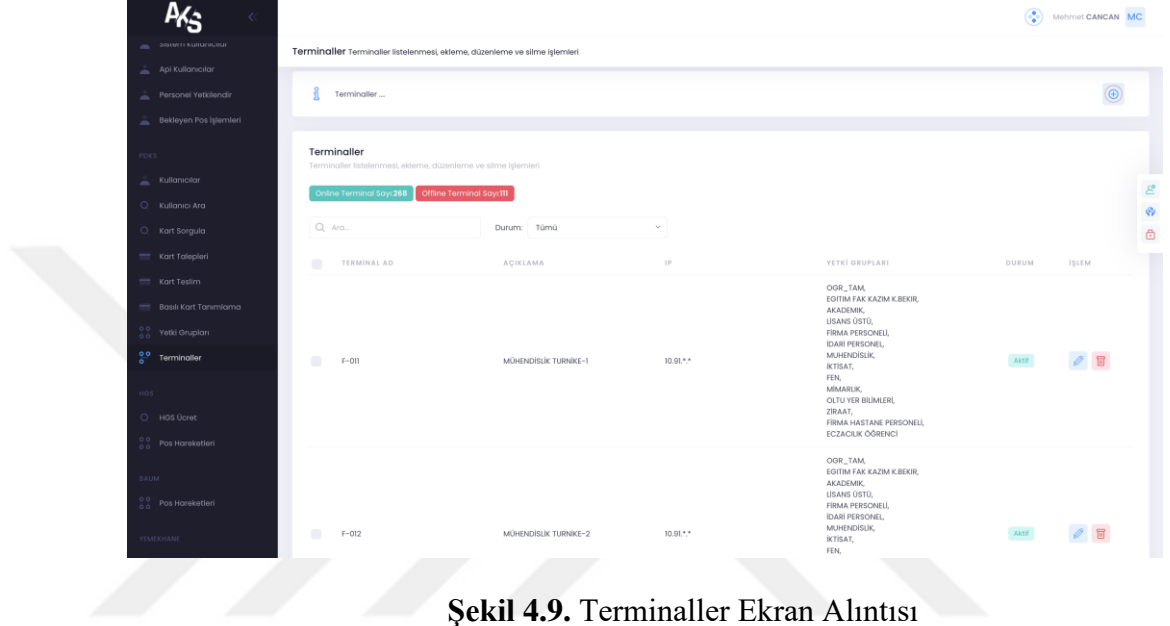 AKS
Mehmet CANCAN MC
Sistem Kullanıcılar
Api Kullanıcılar
Personel Yetkilendir
Bekleyen Pos İşlemleri
PDKS
Kullanıcılar
Kullanıcı Ara
Kart Sorgula
Kart Talepleri
Kart Teslim
Basılı Kart Tanımlama
Yetki Grupları
Terminaller
HGS
HGS Ücret
Pos Hareketleri
BAUM
Pos Hareketleri
YEMEKHANE
Terminaller Terminaller listelenmesi, ekleme, düzenleme ve silme işlemleri
Terminaller ....
Terminaller
Terminaller listelenmesi, ekleme, düzenleme ve silme işlemleri
Online Terminal Sayı:268 Offline Terminal Sayı:111
Ara... Durum: Tümü
TERMINAL AD AÇIKLAMA IP YETKİ GRUPLARI DURUM İŞLEM
OGR_TAM,
EGITIM FAK KAZIM K.BEKIR,
AKADEMIK,
LİSANS ÜSTÜ,
FİRMA PERSONELİ,
İDARİ PERSONEL,
MUHENDİSLİK,
F-011 MÜHENDİSLİK TURNİKE-1 10.91.*.* Aktif
İKTİSAT,
FEN,
MİMARLIK,
OLTU YER BİLİMLERİ,
ZİRAAT,
FİRMA HASTANE PERSONELİ,
ECZACILIK ÖĞRENCİ
OGR_TAM,
EGITIM FAK KAZIM K.BEKIR,
AKADEMIK,
LİSANS ÜSTÜ,
FİRMA PERSONELİ,
İDARİ PERSONEL,
MUHENDİSLİK,
F-012 MÜHENDİSLİK TURNİKE-2 10.91.*.* Aktif
İKTİSAT,
FEN,
Şekil 4.9. Terminaller Ekran Alıntısı